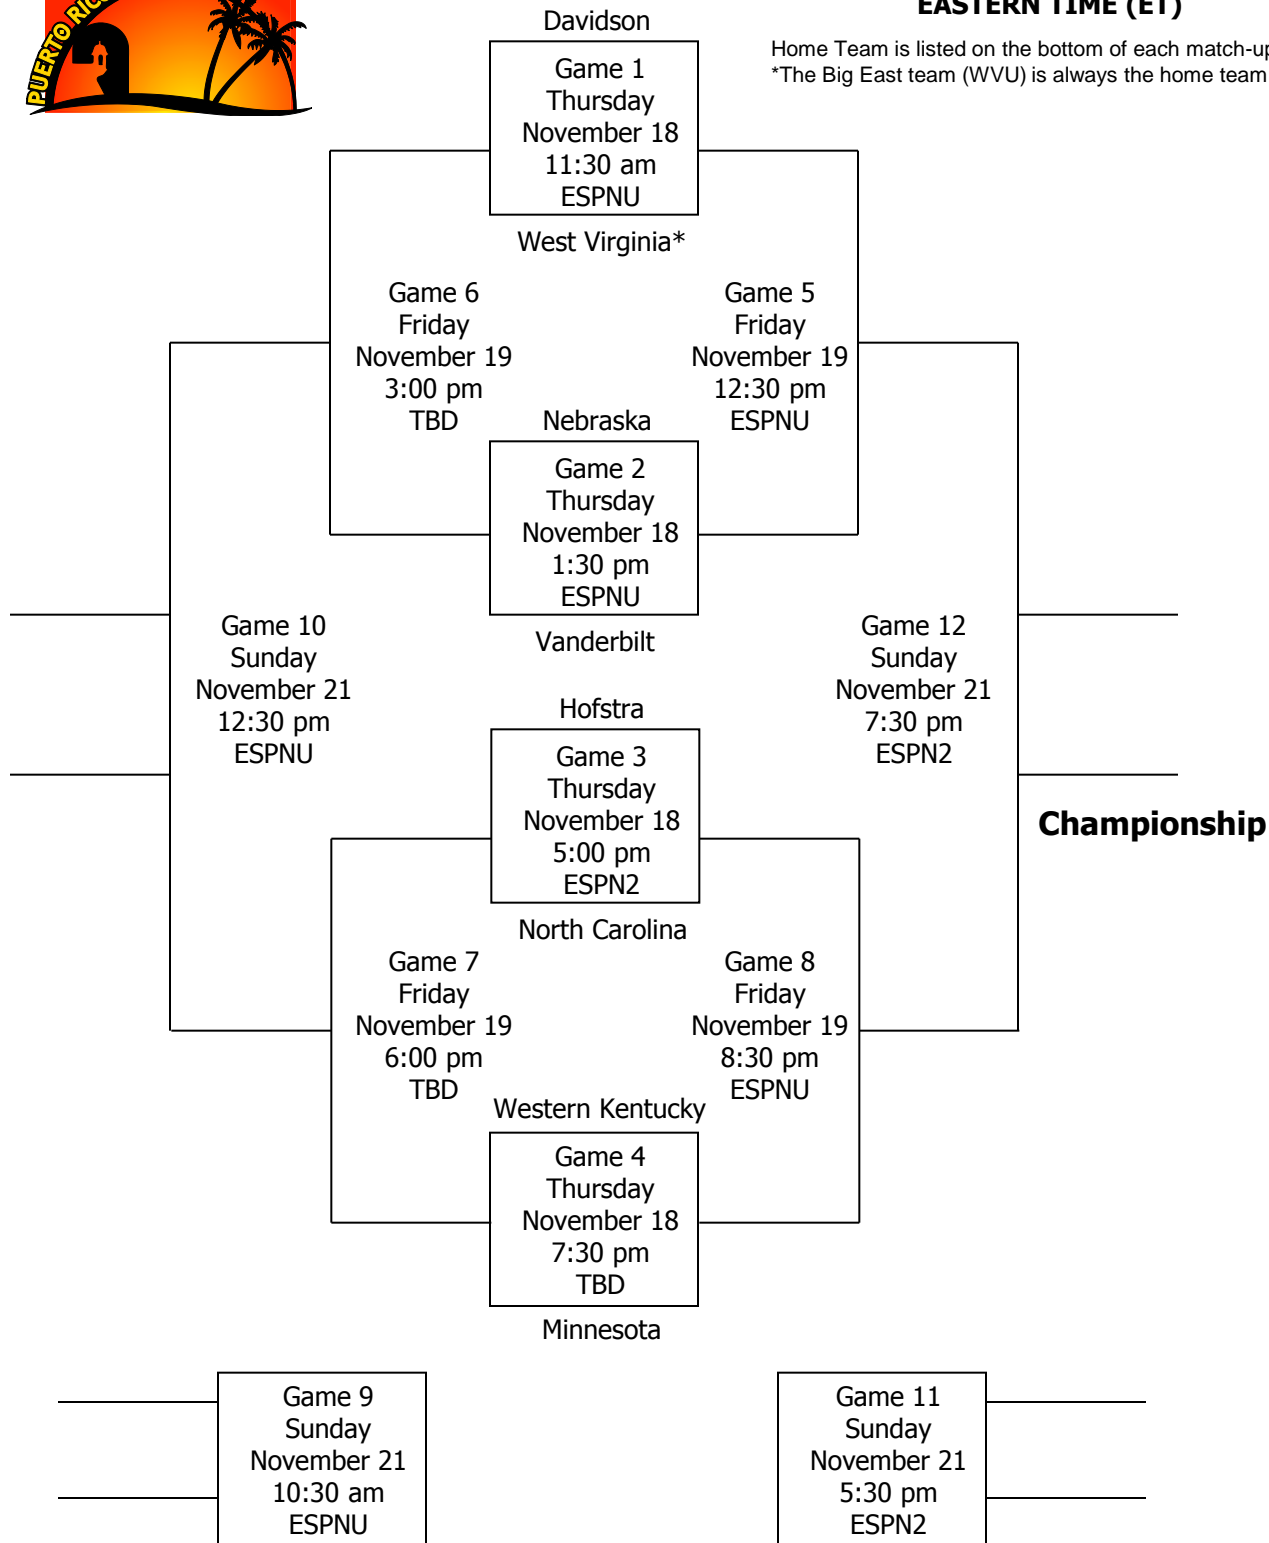 PUERTO RICO
EASTERN TIME (ET)
Home Team is listed on the bottom of each match-up
*The Big East team (WVU) is always the home team
Davidson
Game 1
Thursday
November 18
11:30 am
ESPNU
West Virginia*
Game 6
Friday
November 19
3:00 pm
TBD
Game 5
Friday
November 19
12:30 pm
ESPNU
Nebraska
Game 2
Thursday
November 18
1:30 pm
ESPNU
Vanderbilt
Game 10
Sunday
November 21
12:30 pm
ESPNU
Game 12
Sunday
November 21
7:30 pm
ESPN2
Championship
Hofstra
Game 3
Thursday
November 18
5:00 pm
ESPN2
North Carolina
Game 7
Friday
November 19
6:00 pm
TBD
Game 8
Friday
November 19
8:30 pm
ESPNU
Western Kentucky
Game 4
Thursday
November 18
7:30 pm
TBD
Minnesota
Game 9
Sunday
November 21
10:30 am
ESPNU
Game 11
Sunday
November 21
5:30 pm
ESPN2